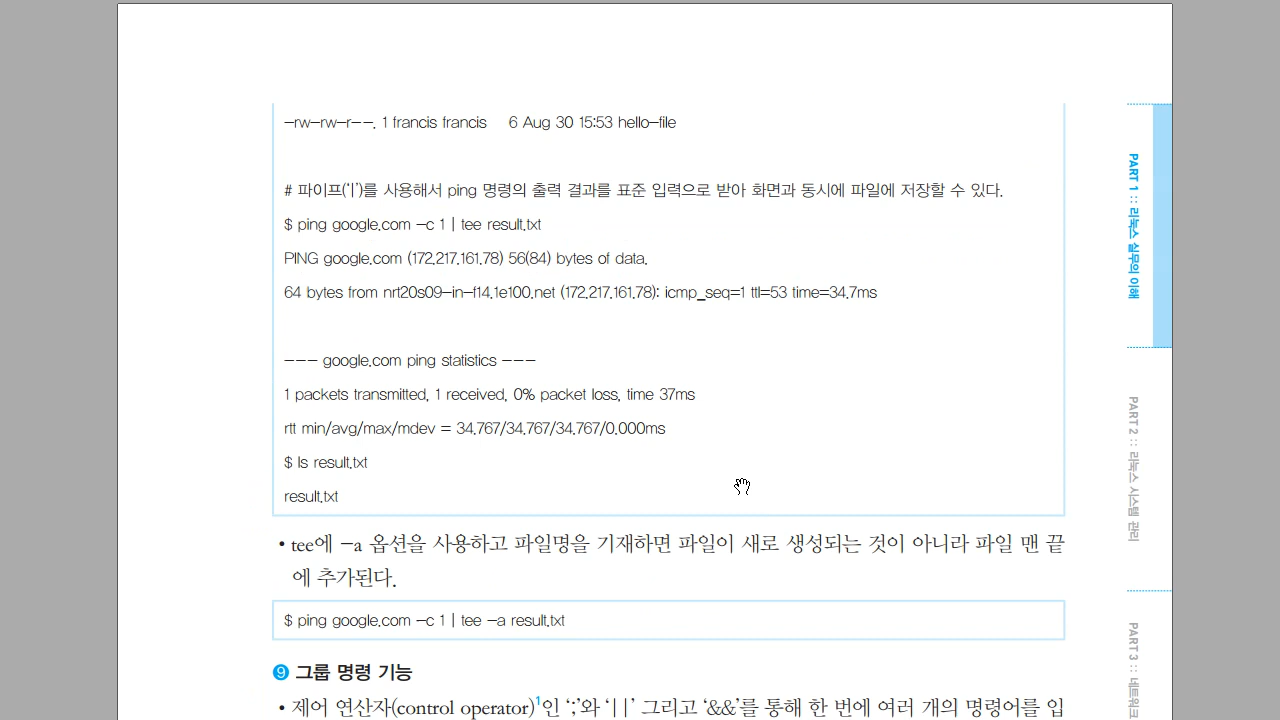 -rw-rw-r--. 1 francis francis 6 Aug 30 15:53 hello-file
# 파이프('|')를 사용하여 ping 명령의 출력 결과를 표준 입력으로 받아 화면과 동시에 파일에 저장할 수 있다.
$ ping google.com -c 1 | tee result.txt
PING google.com (172.217.161.78) 56(84) bytes of data.
64 bytes from nrt20s23-in-f14.1e100.net (172.217.161.78): icmp_seq=1 ttl=53 time=34.7ms
--- google.com ping statistics ---
1 packets transmitted, 1 received, 0% packet loss, time 37ms
rtt min/avg/max/mdev = 34.767/34.767/34.767/0.000ms
$ ls result.txt
result.txt
• tee에 -a 옵션을 사용하고 파일명을 기재하면 파일이 새로 생성되는 것이 아니라 파일 맨 끝
에 추가된다.
$ ping google.com -c 1 | tee -a result.txt
9 그룹 명령 기능
• 제어 연산자(control operator)1인 ';'와 '||' 그리고 '&&'를 통해 한 번에 여러 개의 명령어를 입
PART 1 :: 리눅스 실무의 이해
PART 2 :: 리눅스 시스템 관리
PART 3 :: 네트워크